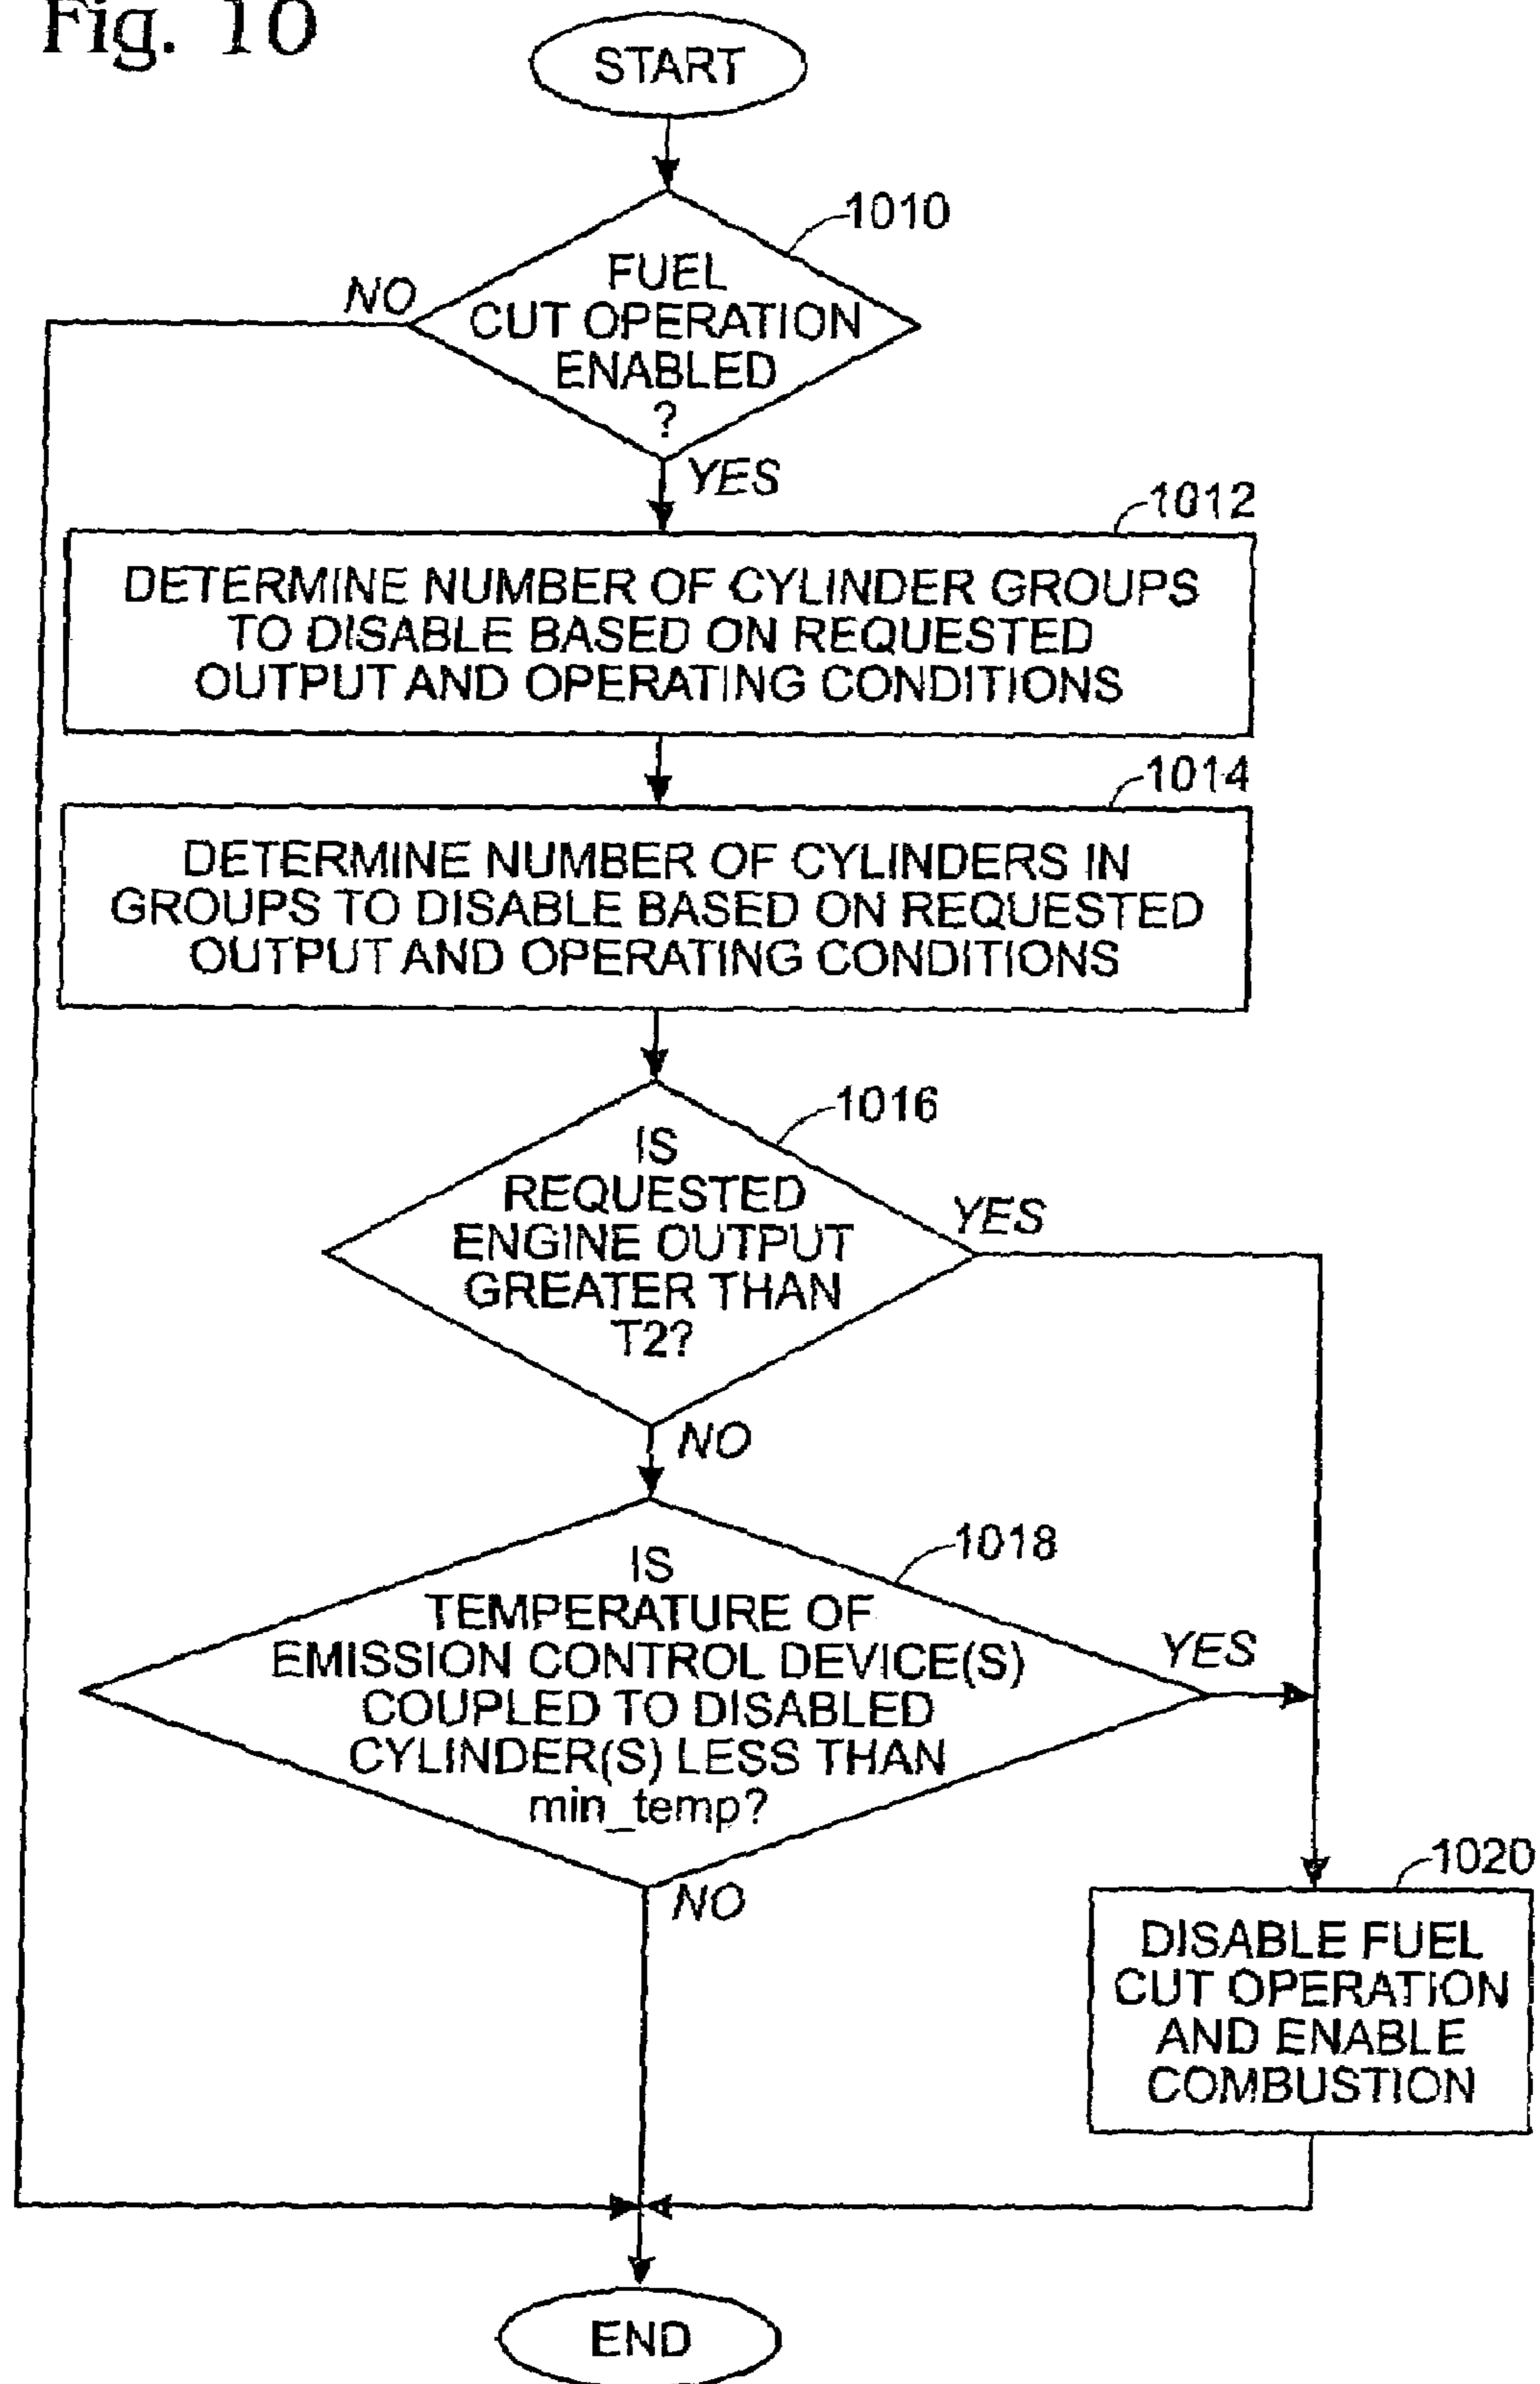 Fig. 10
START
1010
FUEL
CUT OPERATION
ENABLED
?
NO
YES
1012
DETERMINE NUMBER OF CYLINDER GROUPS
TO DISABLE BASED ON REQUESTED
OUTPUT AND OPERATING CONDITIONS
1014
DETERMINE NUMBER OF CYLINDERS IN
GROUPS TO DISABLE BASED ON REQUESTED
OUTPUT AND OPERATING CONDITIONS
1016
IS
REQUESTED
ENGINE OUTPUT
GREATER THAN
T2?
YES
NO
1018
IS
TEMPERATURE OF
EMISSION CONTROL DEVICE(S)
COUPLED TO DISABLED
CYLINDER(S) LESS THAN
min_temp?
YES
NO
1020
DISABLE FUEL
CUT OPERATION
AND ENABLE
COMBUSTION
END